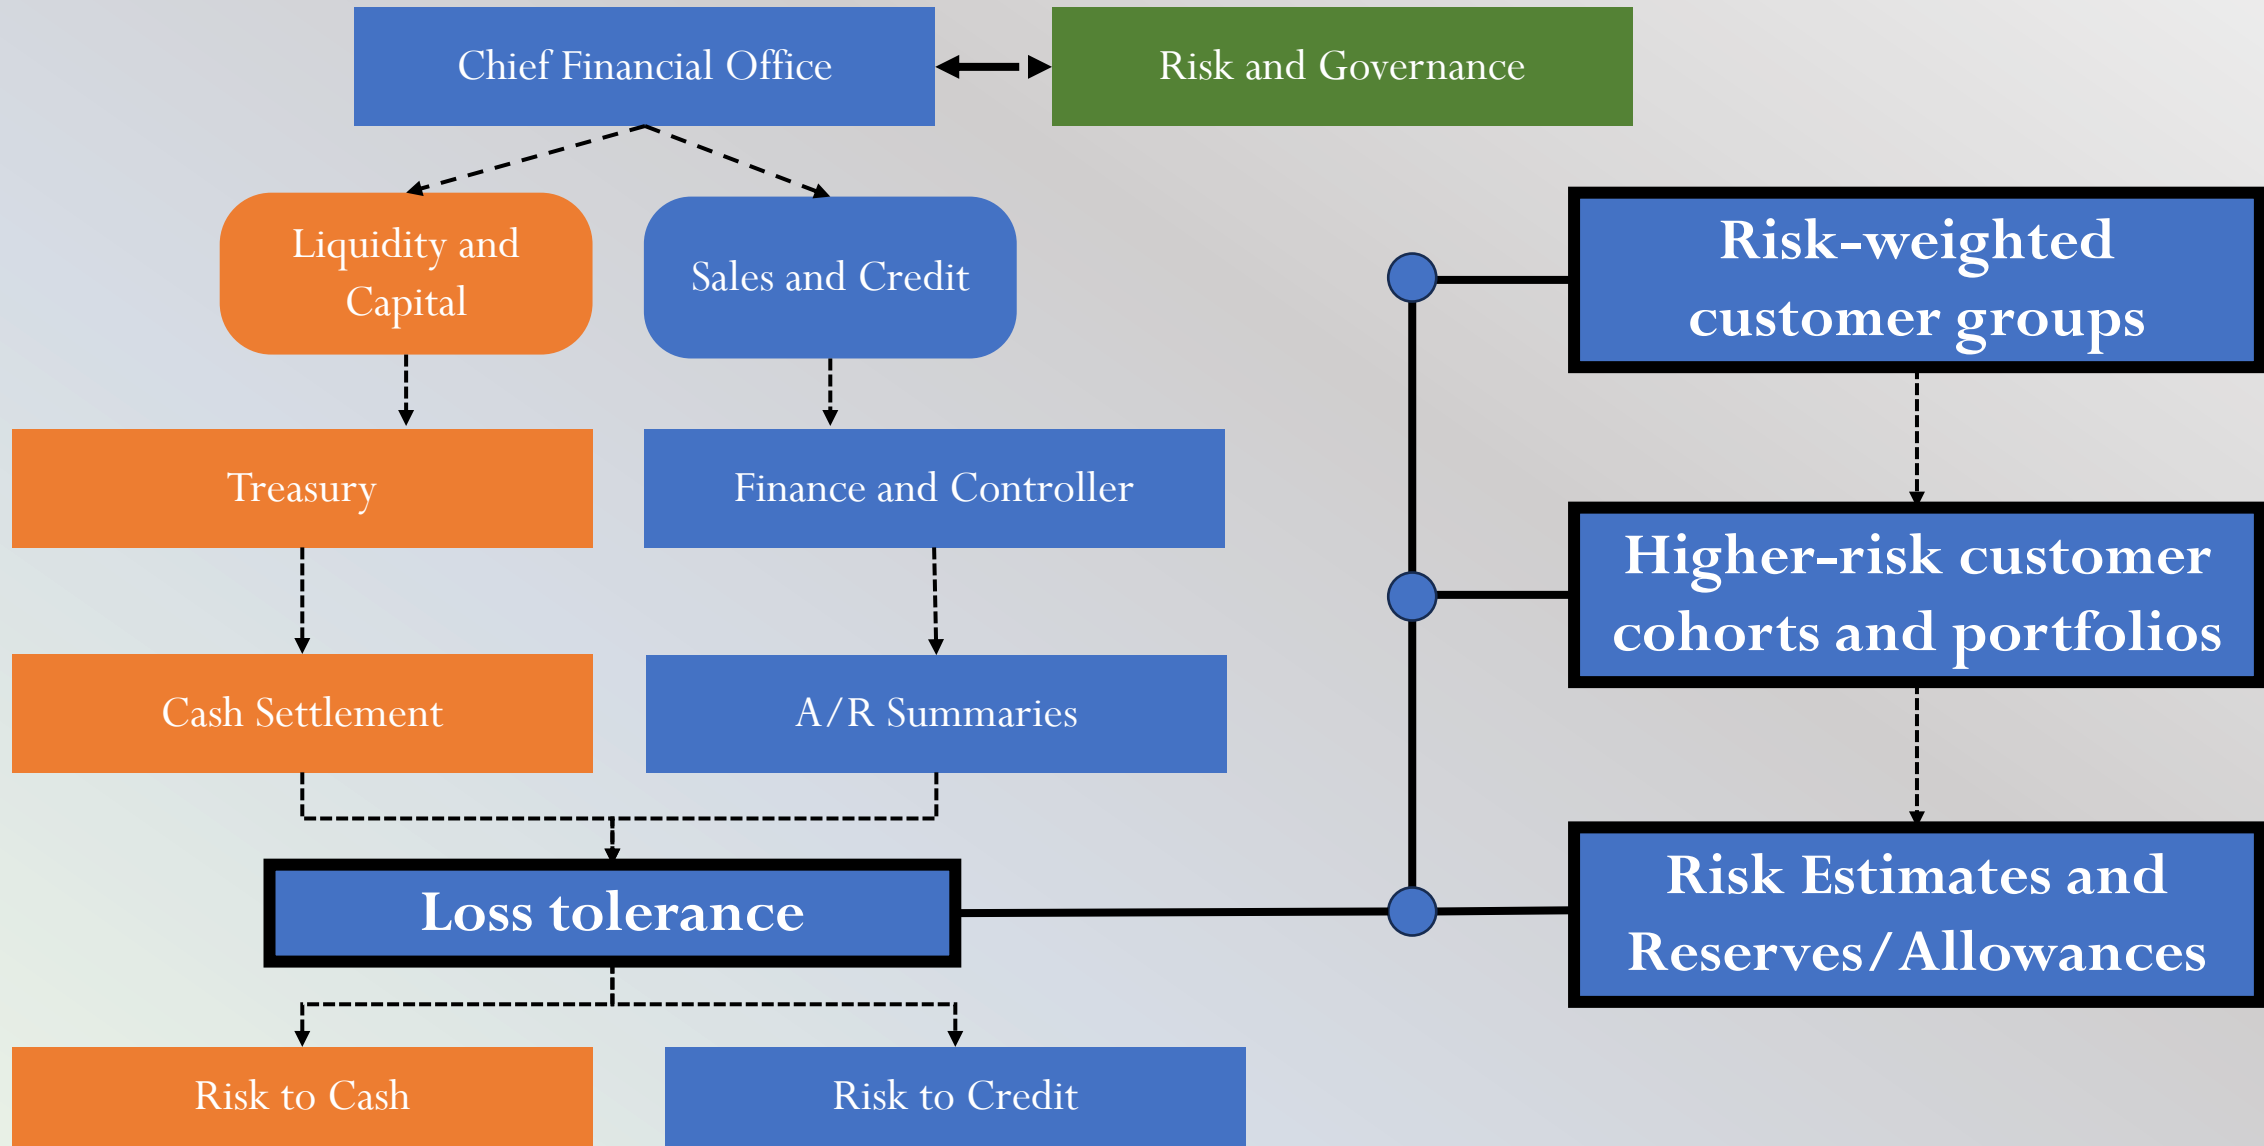 Chief Financial Office
Risk and Governance
Liquidity and
Capital
Sales and Credit
Treasury
Finance and Controller
Cash Settlement
A/R Summaries
Loss tolerance
Risk to Cash
Risk to Credit
Risk-weighted
customer groups
Higher-risk customer
cohorts and portfolios
Risk Estimates and
Reserves/Allowances